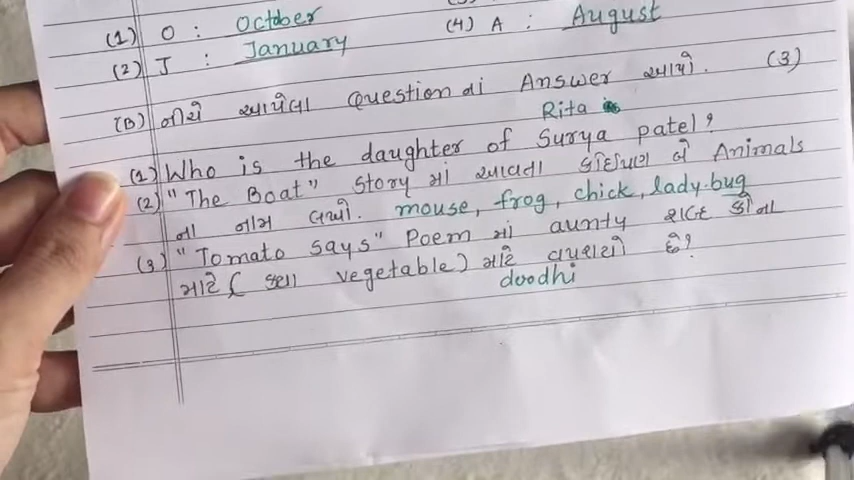 (1) O : October
(4) A : August
(2) J : January
(B) નીચે આપેલા Question ના Answer આપો. (3)
Rita
(1) Who is the daughter of Surya patel?
(2) "The Boat" Story માં આવતા કોઈપણ બે Animals
ના નામ લખો. mouse, frog, chick, lady-bug
(3) "Tomato says" Poem માં aunty શબ્દ કોના
માટે ( કયા vegetable) માટે વપરાયો છે?
doodhi